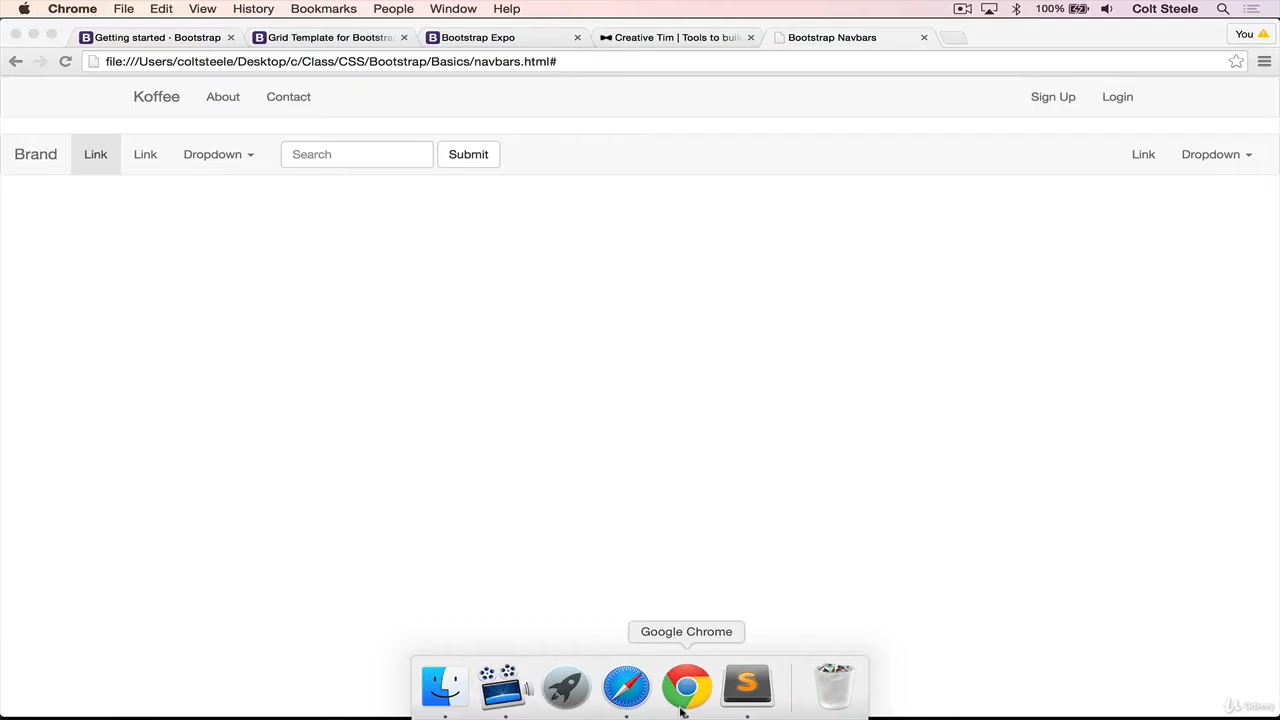 Chrome File Edit View History Bookmarks People Window Help 100% Colt Steele
Getting started · Bootstrap Grid Template for Bootstra Bootstrap Expo Creative Tim | Tools to buil Bootstrap Navbars You
file:///Users/coltsteele/Desktop/c/Class/CSS/Bootstrap/Basics/navbars.html#
Koffee About Contact Sign Up Login
Brand Link Link Dropdown Search Submit Link Dropdown
Google Chrome
S
Udemy